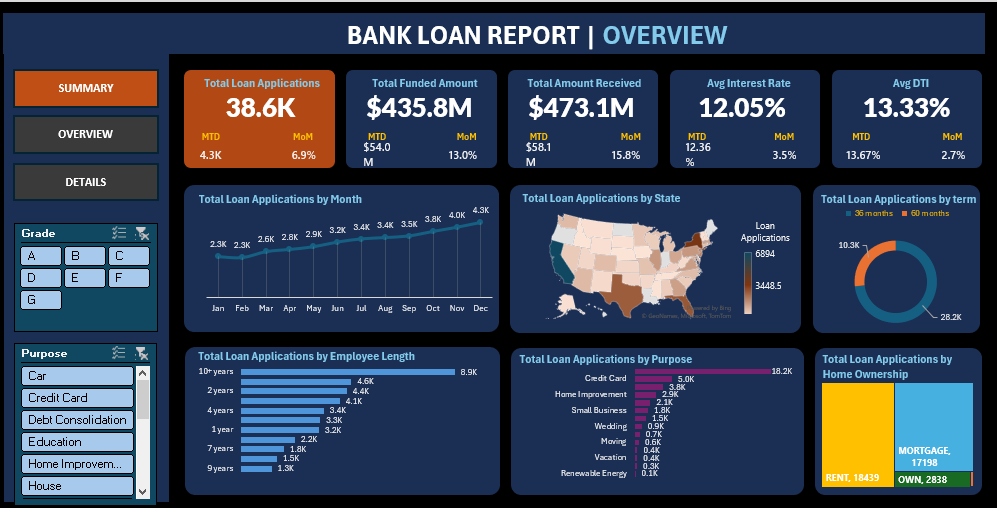 BANK LOAN REPORT | OVERVIEW
SUMMARY
OVERVIEW
DETAILS
Grade
A B C
D E F
G
Purpose
Car
Credit Card
Debt Consolidation
Education
Home Improvem...
House
Total Loan Applications
38.6K
MTD MoM
4.3K 6.9%
Total Funded Amount
$435.8M
MTD MoM
$54.0
M 13.0%
Total Amount Received
$473.1M
MTD MoM
$58.1
M 15.8%
Avg Interest Rate
12.05%
MTD MoM
12.36
% 3.5%
Avg DTI
13.33%
MTD MoM
13.67% 2.7%
Total Loan Applications by Month
2.3K 2.3K 2.6K 2.8K 2.9K 3.2K 3.4K 3.4K 3.5K 3.8K 4.0K 4.3K
Jan Feb Mar Apr May Jun Jul Aug Sep Oct Nov Dec
Total Loan Applications by State
Loan
Applications
6894
3448.5
Powered by Bing
© GeoNames, Microsoft, TomTom
Total Loan Applications by term
36 months 60 months
10.3K
28.2K
Total Loan Applications by Employee Length
10+ years 8.9K
4.6K
2 years 4.4K
4.1K
4 years 3.4K
3.3K
1 year 3.2K
2.2K
7 years 1.8K
1.5K
9 years 1.3K
Total Loan Applications by Purpose
18.2K
Credit Card 5.0K
3.8K
Home Improvement 2.9K
2.1K
Small Business 1.8K
1.5K
Wedding 0.9K
0.7K
Moving 0.6K
0.4K
Vacation 0.4K
0.3K
Renewable Energy 0.1K
Total Loan Applications by
Home Ownership
RENT, 18439
MORTGAGE,
17198
OWN, 2838